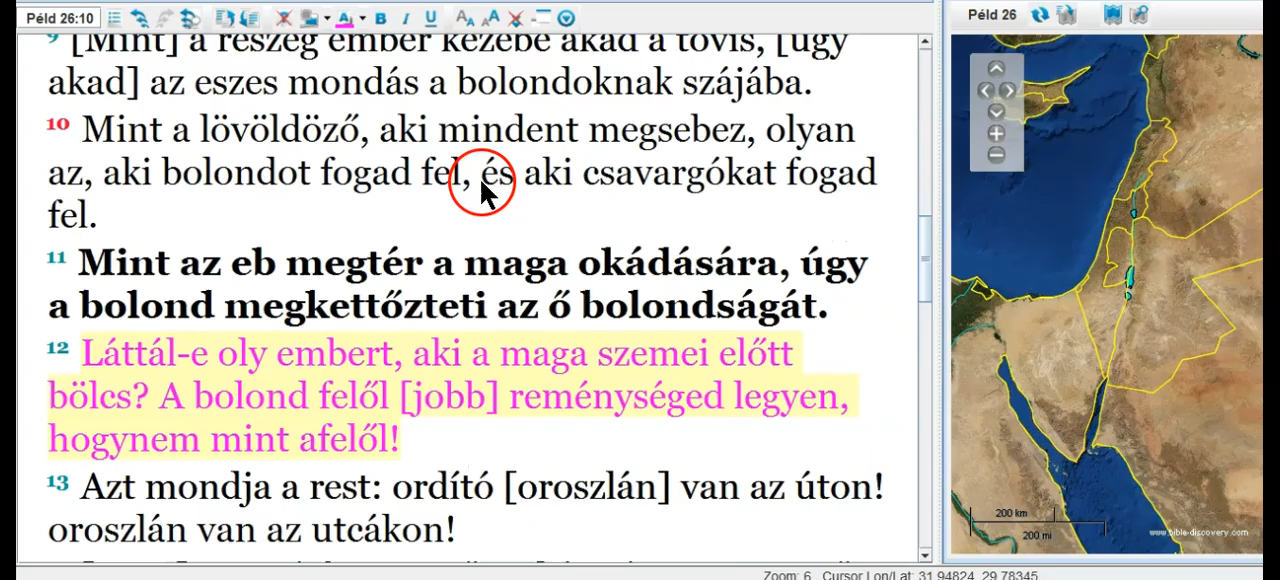 Péld 26:10
Péld 26
9 [Mint] a részeg ember kezébe akad a tövis, [úgy
akad] az eszes mondás a bolondoknak szájába.
10 Mint a lövöldöző, aki mindent megsebez, olyan
az, aki bolondot fogad fel, és aki csavargókat fogad
fel.
11 Mint az eb megtér a maga okádására, úgy
a bolond megkettőzteti az ő bolondságát.
12 Láttál-e oly embert, aki a maga szemei előtt
bölcs? A bolond felől [jobb] reménységed legyen,
hogynem mint afelől!
13 Azt mondja a rest: ordító [oroszlán] van az úton!
oroszlán van az utcákon!
200 km
200 mi
www.bible-discovery.com
Zoom: 6 Cursor Lon/Lat: 31.94824, 29.78345